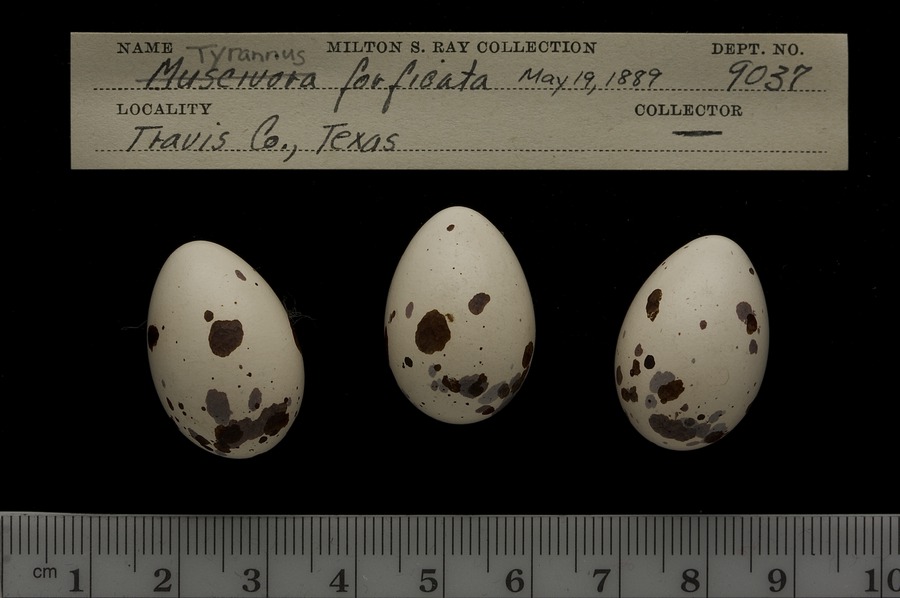 NAME Tyrannus MILTON S. RAY COLLECTION DEPT. NO.
Muscivora forficata May 19, 1889 9037
LOCALITY COLLECTOR
Travis Co., Texas —
cm 1 2 3 4 5 6 7 8 9 10